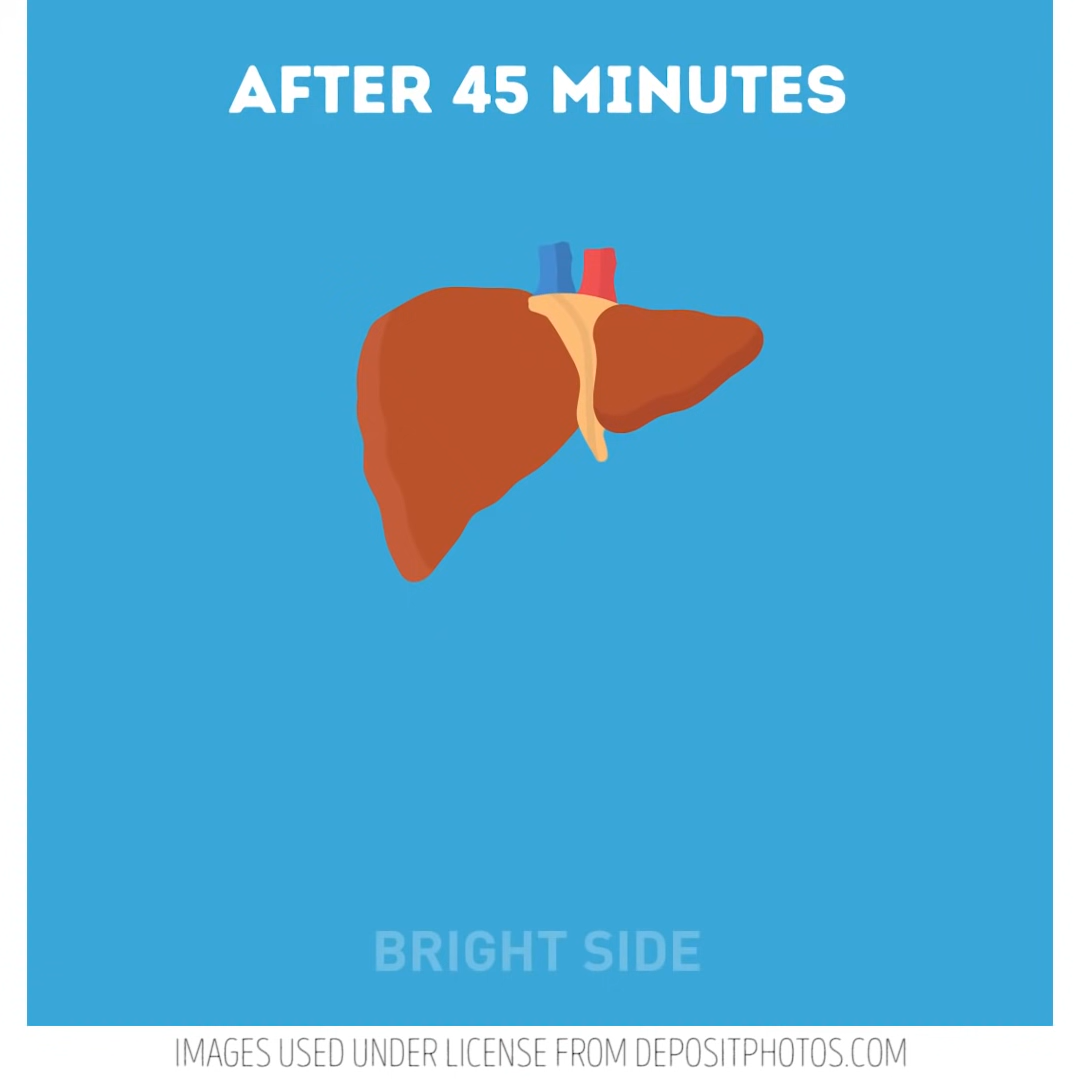 AFTER 45 MINUTES
BRIGHT SIDE
IMAGES USED UNDER LICENSE FROM DEPOSITPHOTOS.COM